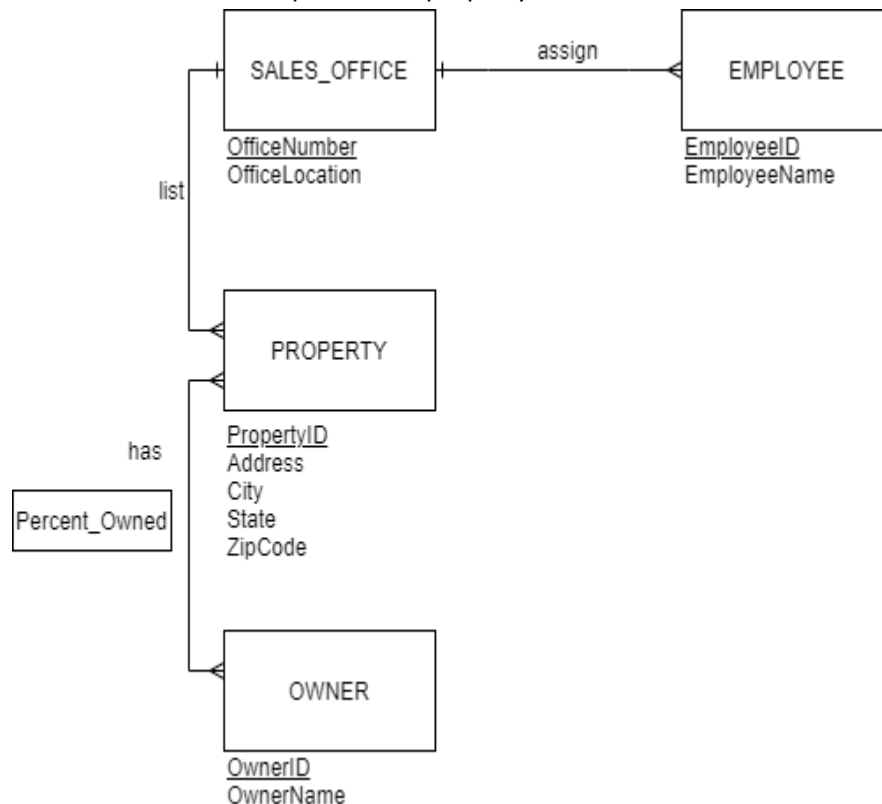 SALES_OFFICE
assign
EMPLOYEE
OfficeNumber
OfficeLocation
EmployeeID
EmployeeName
list
PROPERTY
has
PropertyID
Address
City
State
ZipCode
Percent_Owned
OWNER
OwnerID
OwnerName